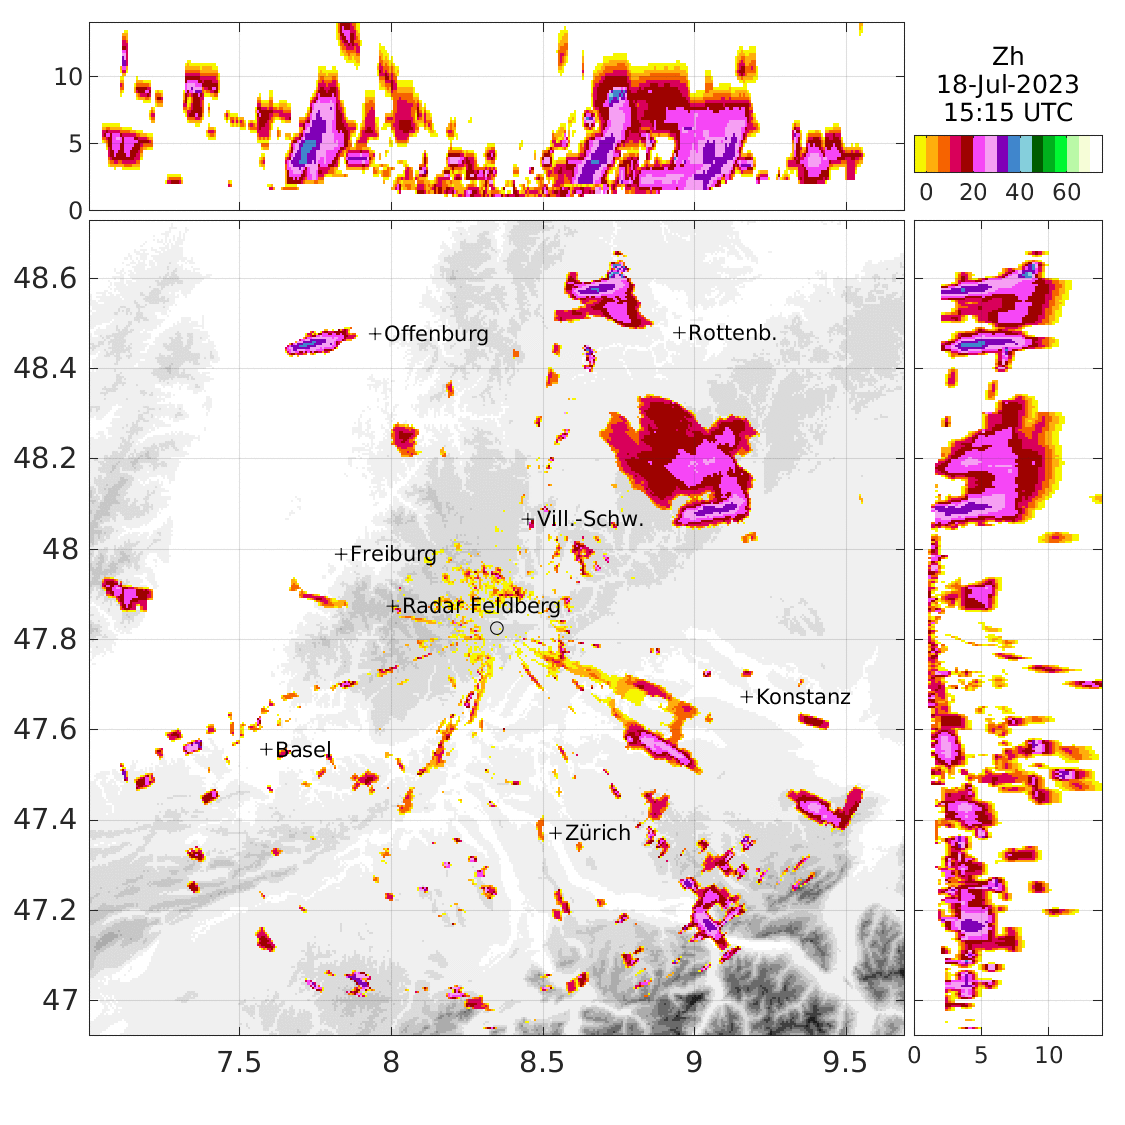 10
5
0
Zh
18-Jul-2023
15:15 UTC
0 20 40 60
48.6
48.4
48.2
48
47.8
47.6
47.4
47.2
47
+Offenburg
+Rottenb.
+Vill.-Schw.
+Freiburg
+Radar Feldberg
+Konstanz
+Basel
+Zürich
7.5 8 8.5 9 9.5
0 5 10